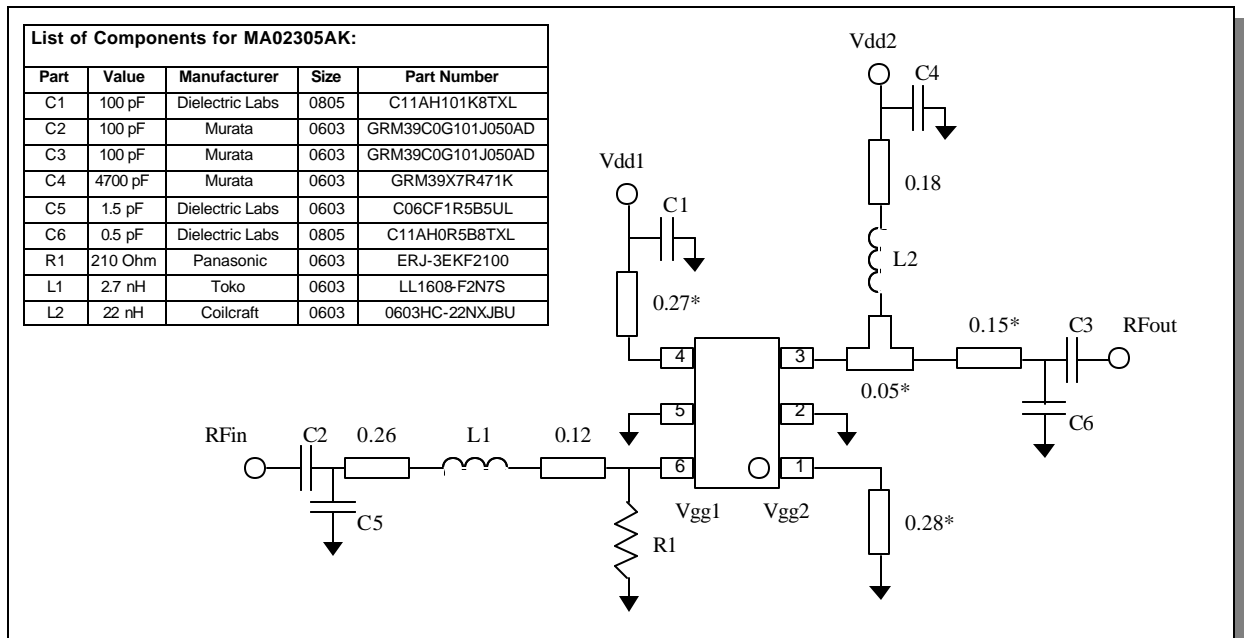 List of Components for MA02305AK:
Part Value Manufacturer Size Part Number
C1 100 pF Dielectric Labs 0805 C11AH101K8TXL
C2 100 pF Murata 0603 GRM39C0G101J050AD
C3 100 pF Murata 0603 GRM39C0G101J050AD
C4 4700 pF Murata 0603 GRM39X7R471K
C5 1.5 pF Dielectric Labs 0603 C06CF1R5B5UL
C6 0.5 pF Dielectric Labs 0805 C11AH0R5B8TXL
R1 210 Ohm Panasonic 0603 ERJ-3EKF2100
L1 2.7 nH Toko 0603 LL1608-F2N7S
L2 22 nH Coilcraft 0603 0603HC-22NXJBU
Vdd2
C4
0.18
L2
Vdd1
C1
0.27*
4
3
0.05*
0.15*
C3
RFout
C6
5
2
RFin
C2
0.26
L1
0.12
6
1
C5
R1
Vgg1
Vgg2
0.28*